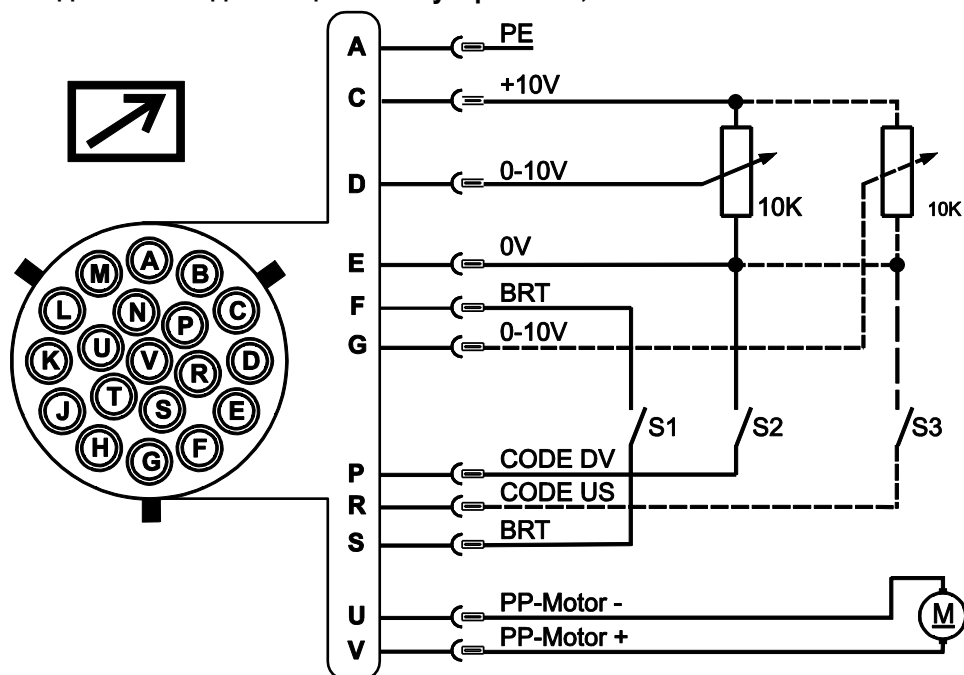 A PE
C +10V
D 0-10V
10K
10K
E 0V
F BRT
G 0-10V
S1
S2
S3
P CODE DV
R CODE US
S BRT
U PP-Motor -
V PP-Motor +
M
A
B
M
N
P
C
L
U
V
R
D
K
T
S
E
J
H
G
F